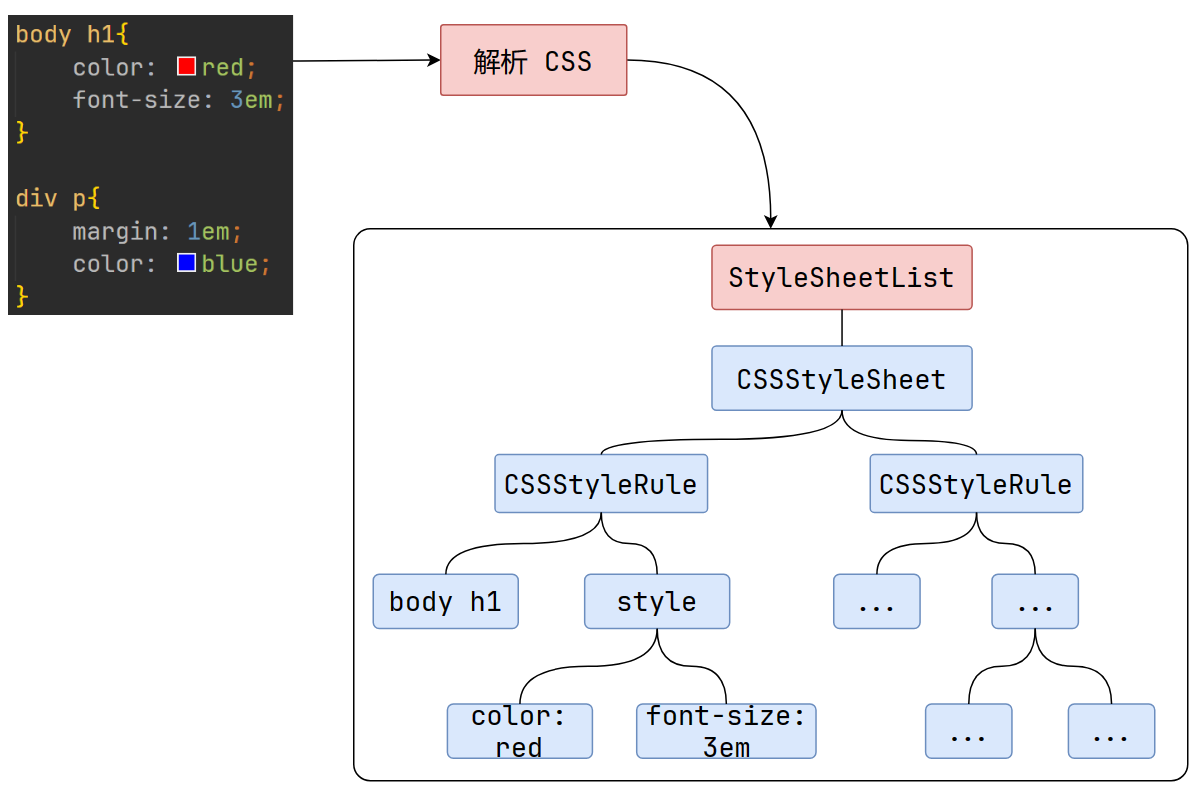 body h1{
color: red;
font-size: 3em;
}
div p{
margin: 1em;
color: blue;
}
解析 CSS
StyleSheetList
CSSStyleSheet
CSSStyleRule
CSSStyleRule
body h1
style
...
...
color:
red
font-size:
3em
...
...